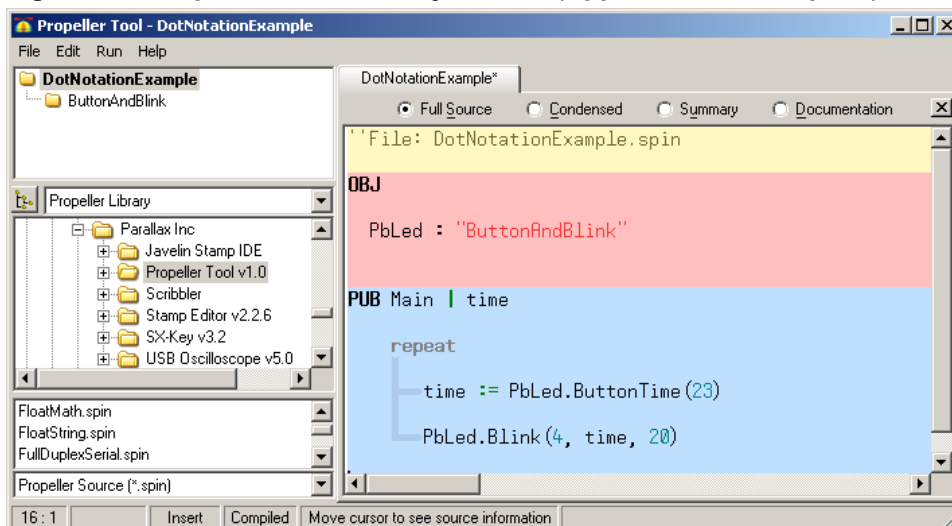 Propeller Tool - DotNotationExample
File Edit Run Help
DotNotationExample
ButtonAndBlink
Propeller Library
Parallax Inc
Javelin Stamp IDE
Propeller Tool v1.0
Scribbler
Stamp Editor v2.2.6
SX-Key v3.2
USB Oscilloscope v5.0
FloatMath.spin
FloatString.spin
FullDuplexSerial.spin
Propeller Source (*.spin)
DotNotationExample*
Full Source Condensed Summary Documentation
''File: DotNotationExample.spin
OBJ
PbLed : "ButtonAndBlink"
PUB Main | time
repeat
time := PbLed.ButtonTime(23)
PbLed.Blink(4, time, 20)
16 : 1 Insert Compiled Move cursor to see source information